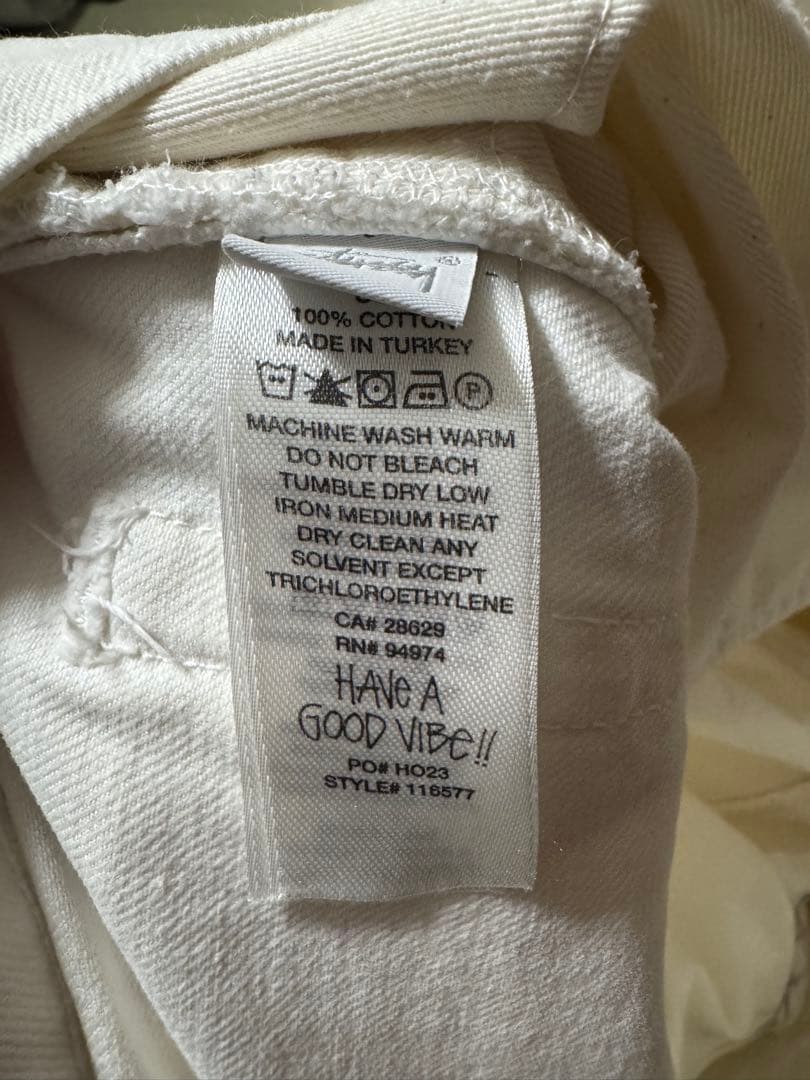 100% COTTON
MADE IN TURKEY
P
MACHINE WASH WARM
DO NOT BLEACH
TUMBLE DRY LOW
IRON MEDIUM HEAT
DRY CLEAN ANY
SOLVENT EXCEPT
TRICHLOROETHYLENE
CA# 28629
RN# 94974
HAVE A
GOOD VIBE!!
PO# HO23
STYLE# 116577